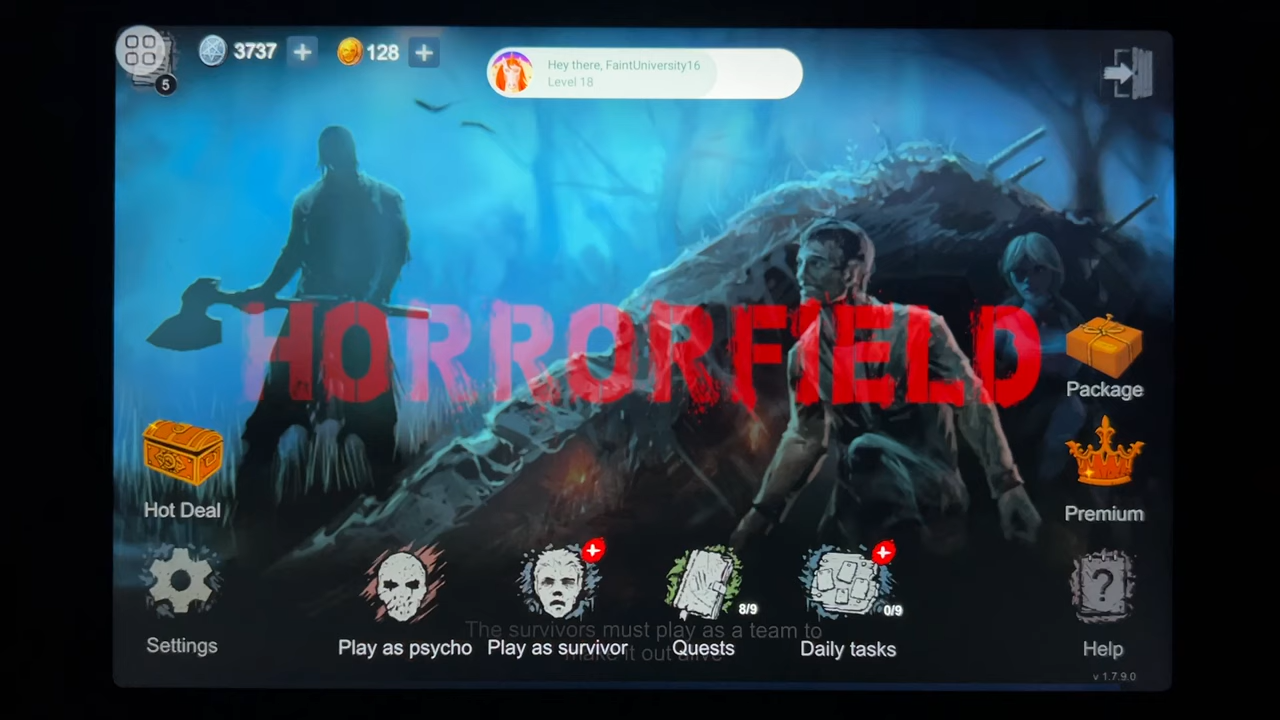 3737
128
Hey there, FaintUniversity16
Level 18
5
HORRORFIELD
Package
Hot Deal
Premium
8/9
0/9
The survivors must play as a team to
make it out alive
Settings
Play as psycho
Play as survivor
Quests
Daily tasks
Help
v 1.7.9.0